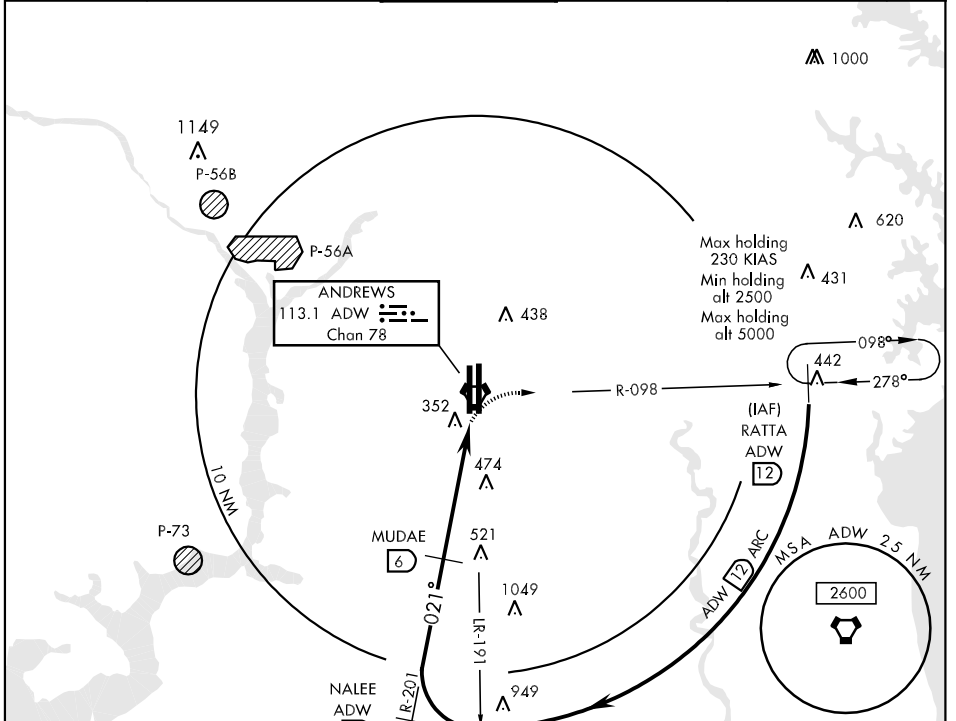 1000
1149
P-56B
P-56A
620
Max holding
230 KIAS
Min holding
alt 2500
Max holding
alt 5000
431
ANDREWS
113.1 ADW
Chan 78
438
098°
442
278°
R-098
352
(IAF)
RATTA
ADW
12
10 NM
474
P-73
MUDAE
6
521
ADW 12 ARC
MSA ADW 25 NM
2600
021°
1049
LR-191
R-201
NALEE
ADW
949